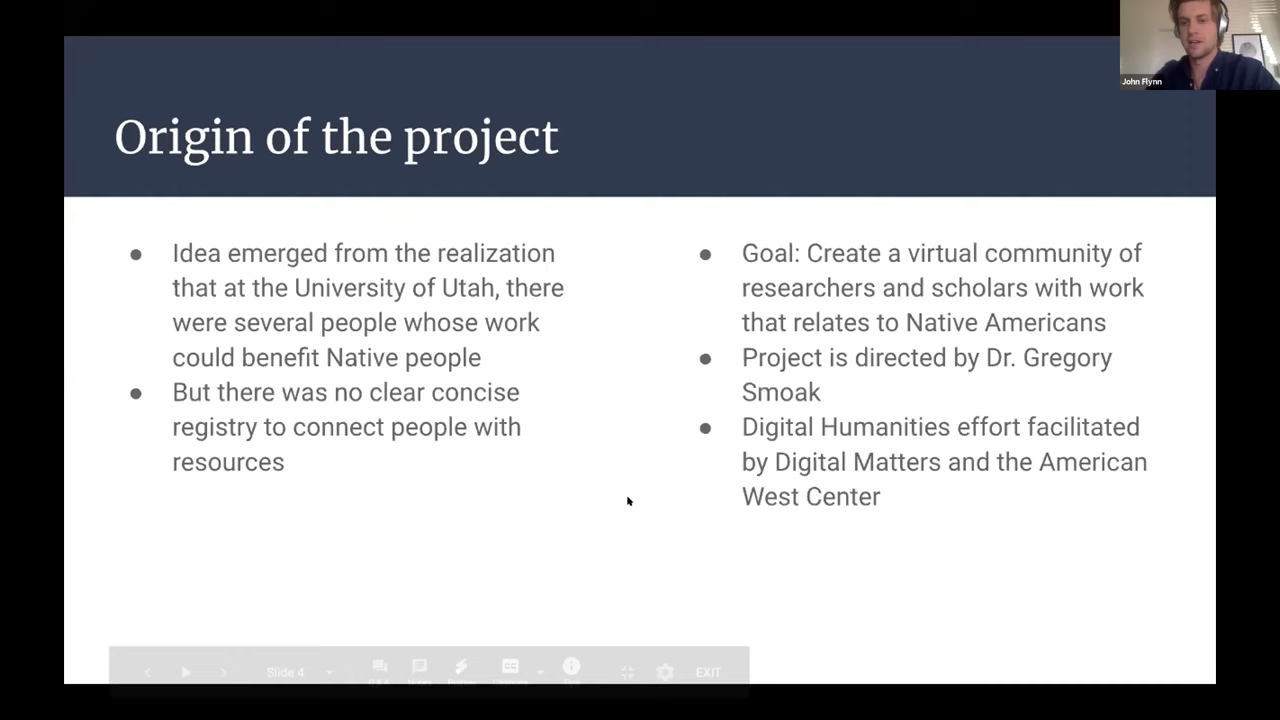 John Flynn
Origin of the project
● Idea emerged from the realization
that at the University of Utah, there
were several people whose work
could benefit Native people
● But there was no clear concise
registry to connect people with
resources
● Goal: Create a virtual community of
researchers and scholars with work
that relates to Native Americans
● Project is directed by Dr. Gregory
Smoak
● Digital Humanities effort facilitated
by Digital Matters and the American
West Center
Slide 4
CC
EXIT